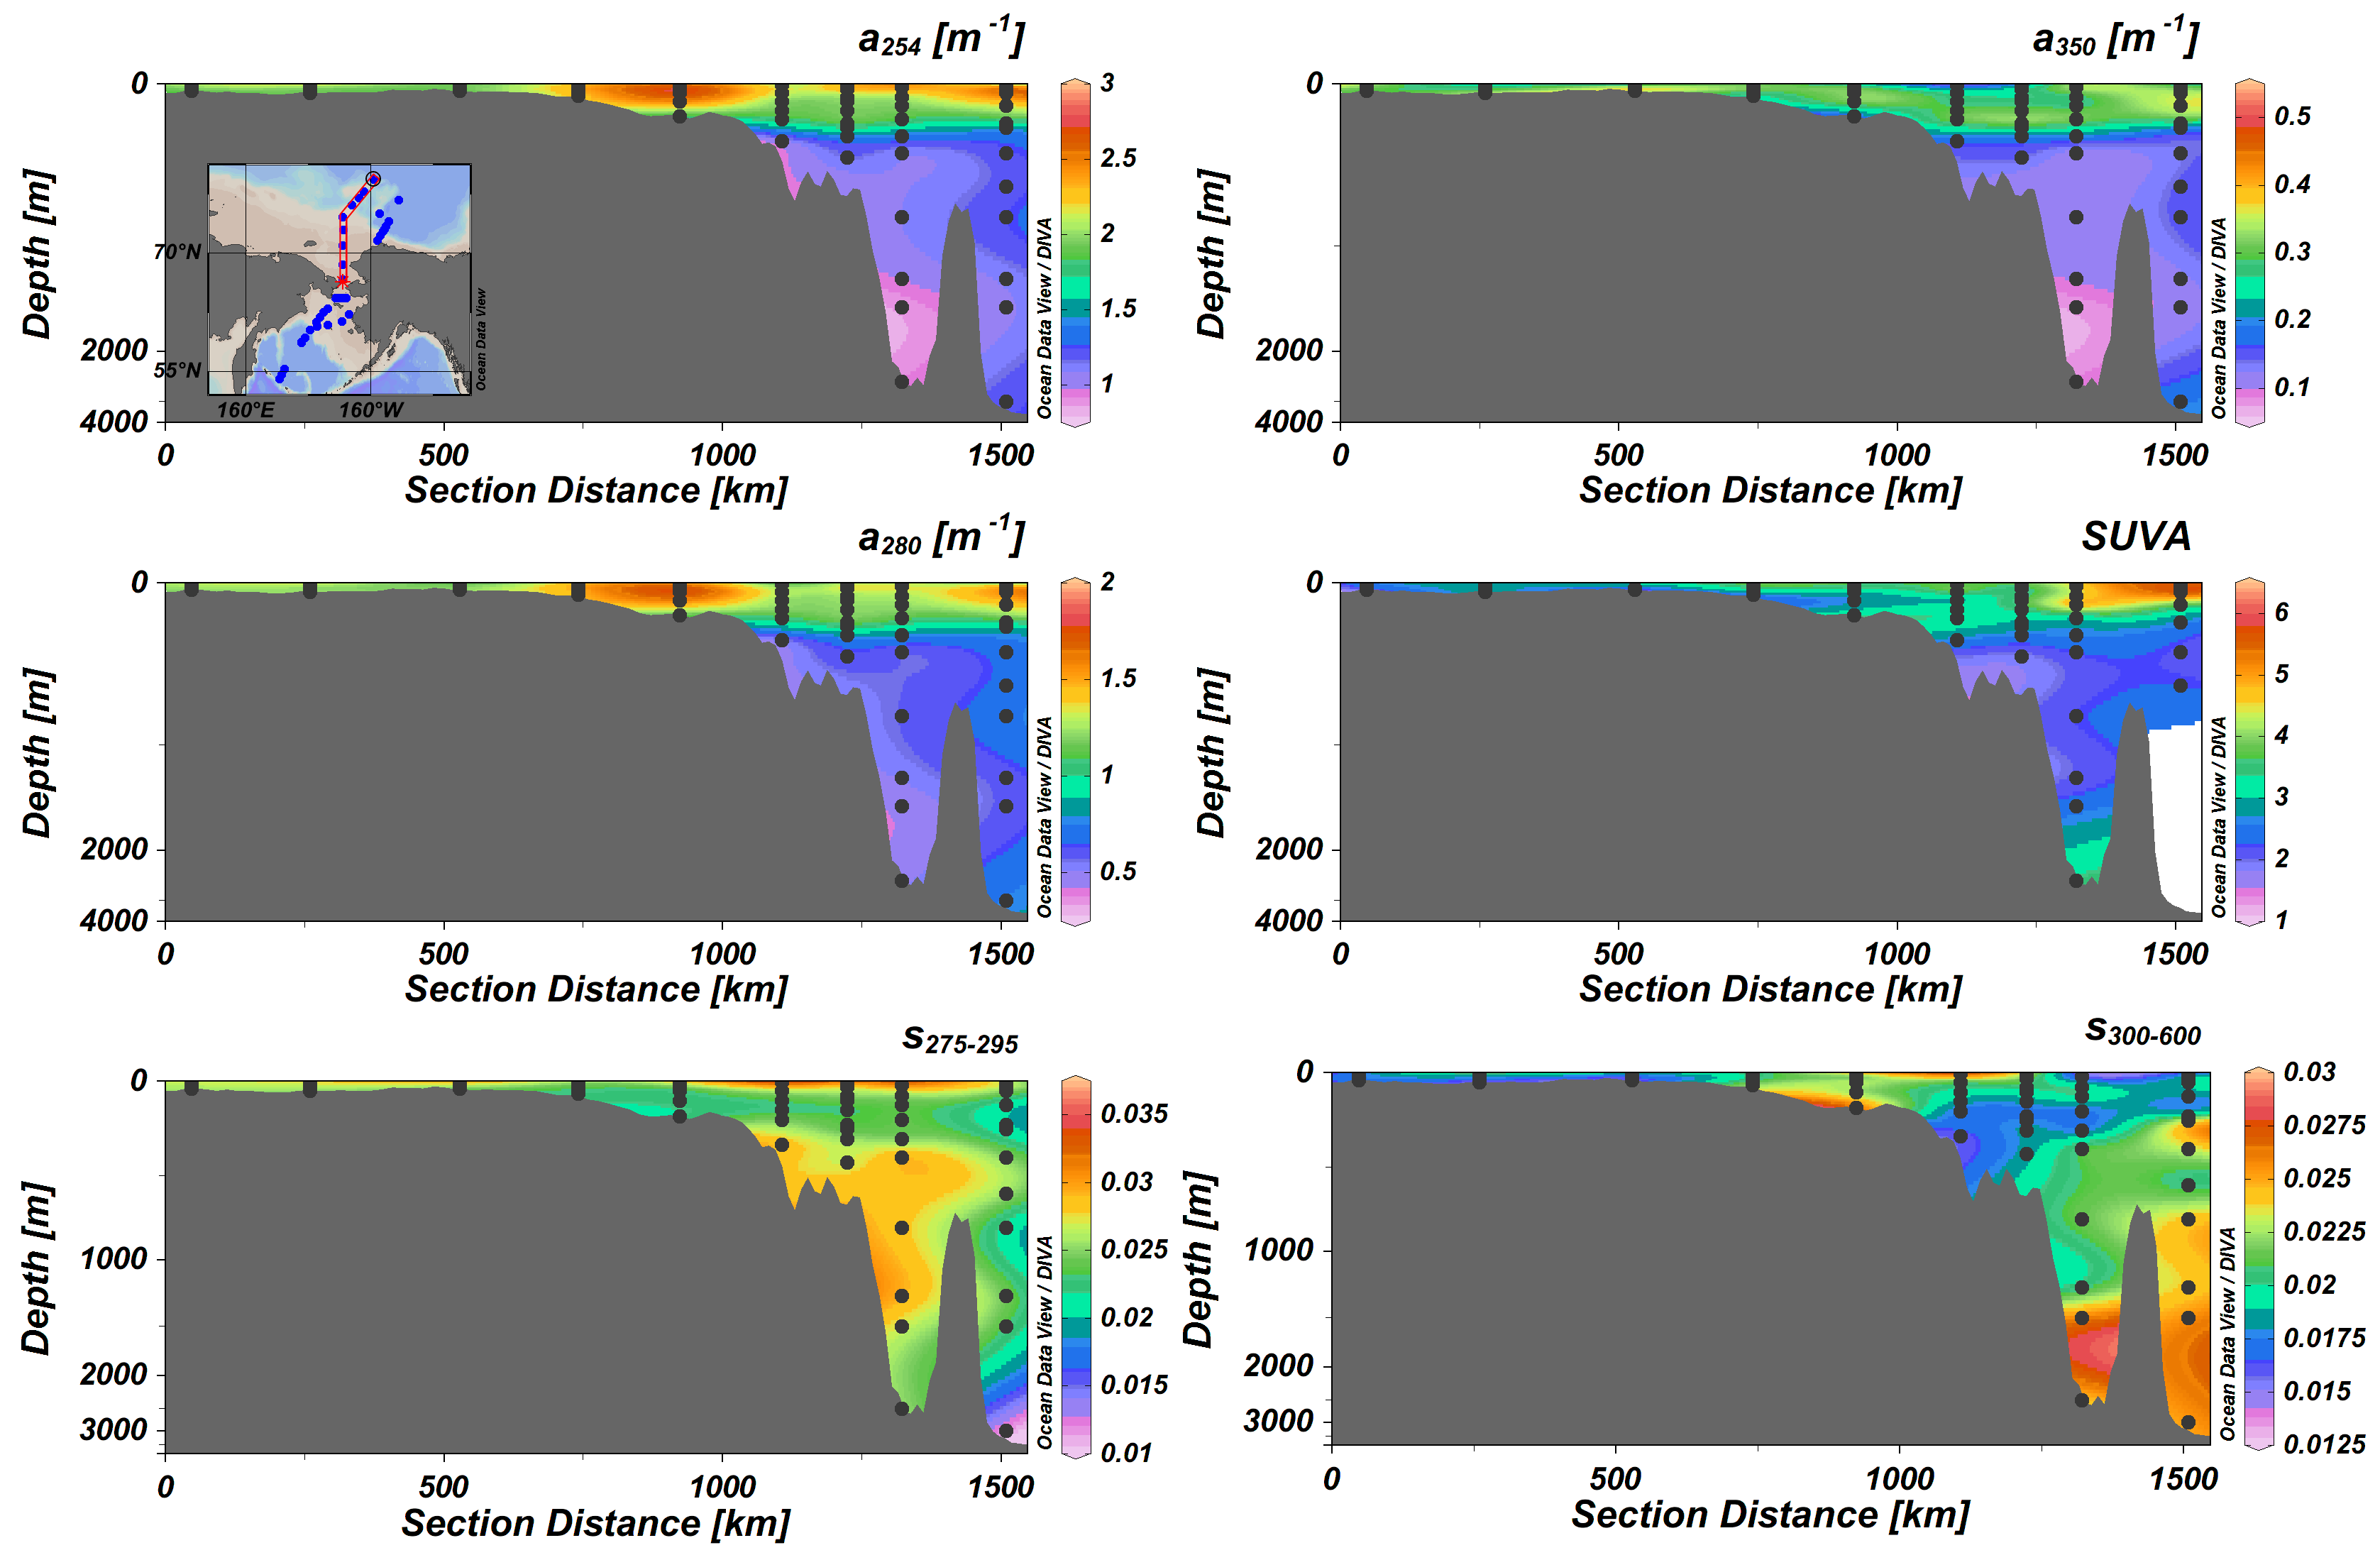 a254 [m-1]
0
2000
4000
Depth [m]
70°N
55°N
160°E
160°W
Ocean Data View
0
500
1000
1500
Section Distance [km]
3
2.5
2
1.5
1
Ocean Data View / DIVA
a350 [m-1]
0
2000
4000
Depth [m]
0
500
1000
1500
Section Distance [km]
0.5
0.4
0.3
0.2
0.1
Ocean Data View / DIVA
a280 [m-1]
0
2000
4000
Depth [m]
0
500
1000
1500
Section Distance [km]
2
1.5
1
0.5
Ocean Data View / DIVA
SUVA
0
2000
4000
Depth [m]
0
500
1000
1500
Section Distance [km]
6
5
4
3
2
1
Ocean Data View / DIVA
s275-295
0
1000
2000
3000
Depth [m]
0
500
1000
1500
Section Distance [km]
0.035
0.03
0.025
0.02
0.015
0.01
Ocean Data View / DIVA
s300-600
0
1000
2000
3000
Depth [m]
0
500
1000
1500
Section Distance [km]
0.03
0.0275
0.025
0.0225
0.02
0.0175
0.015
0.0125
Ocean Data View / DIVA